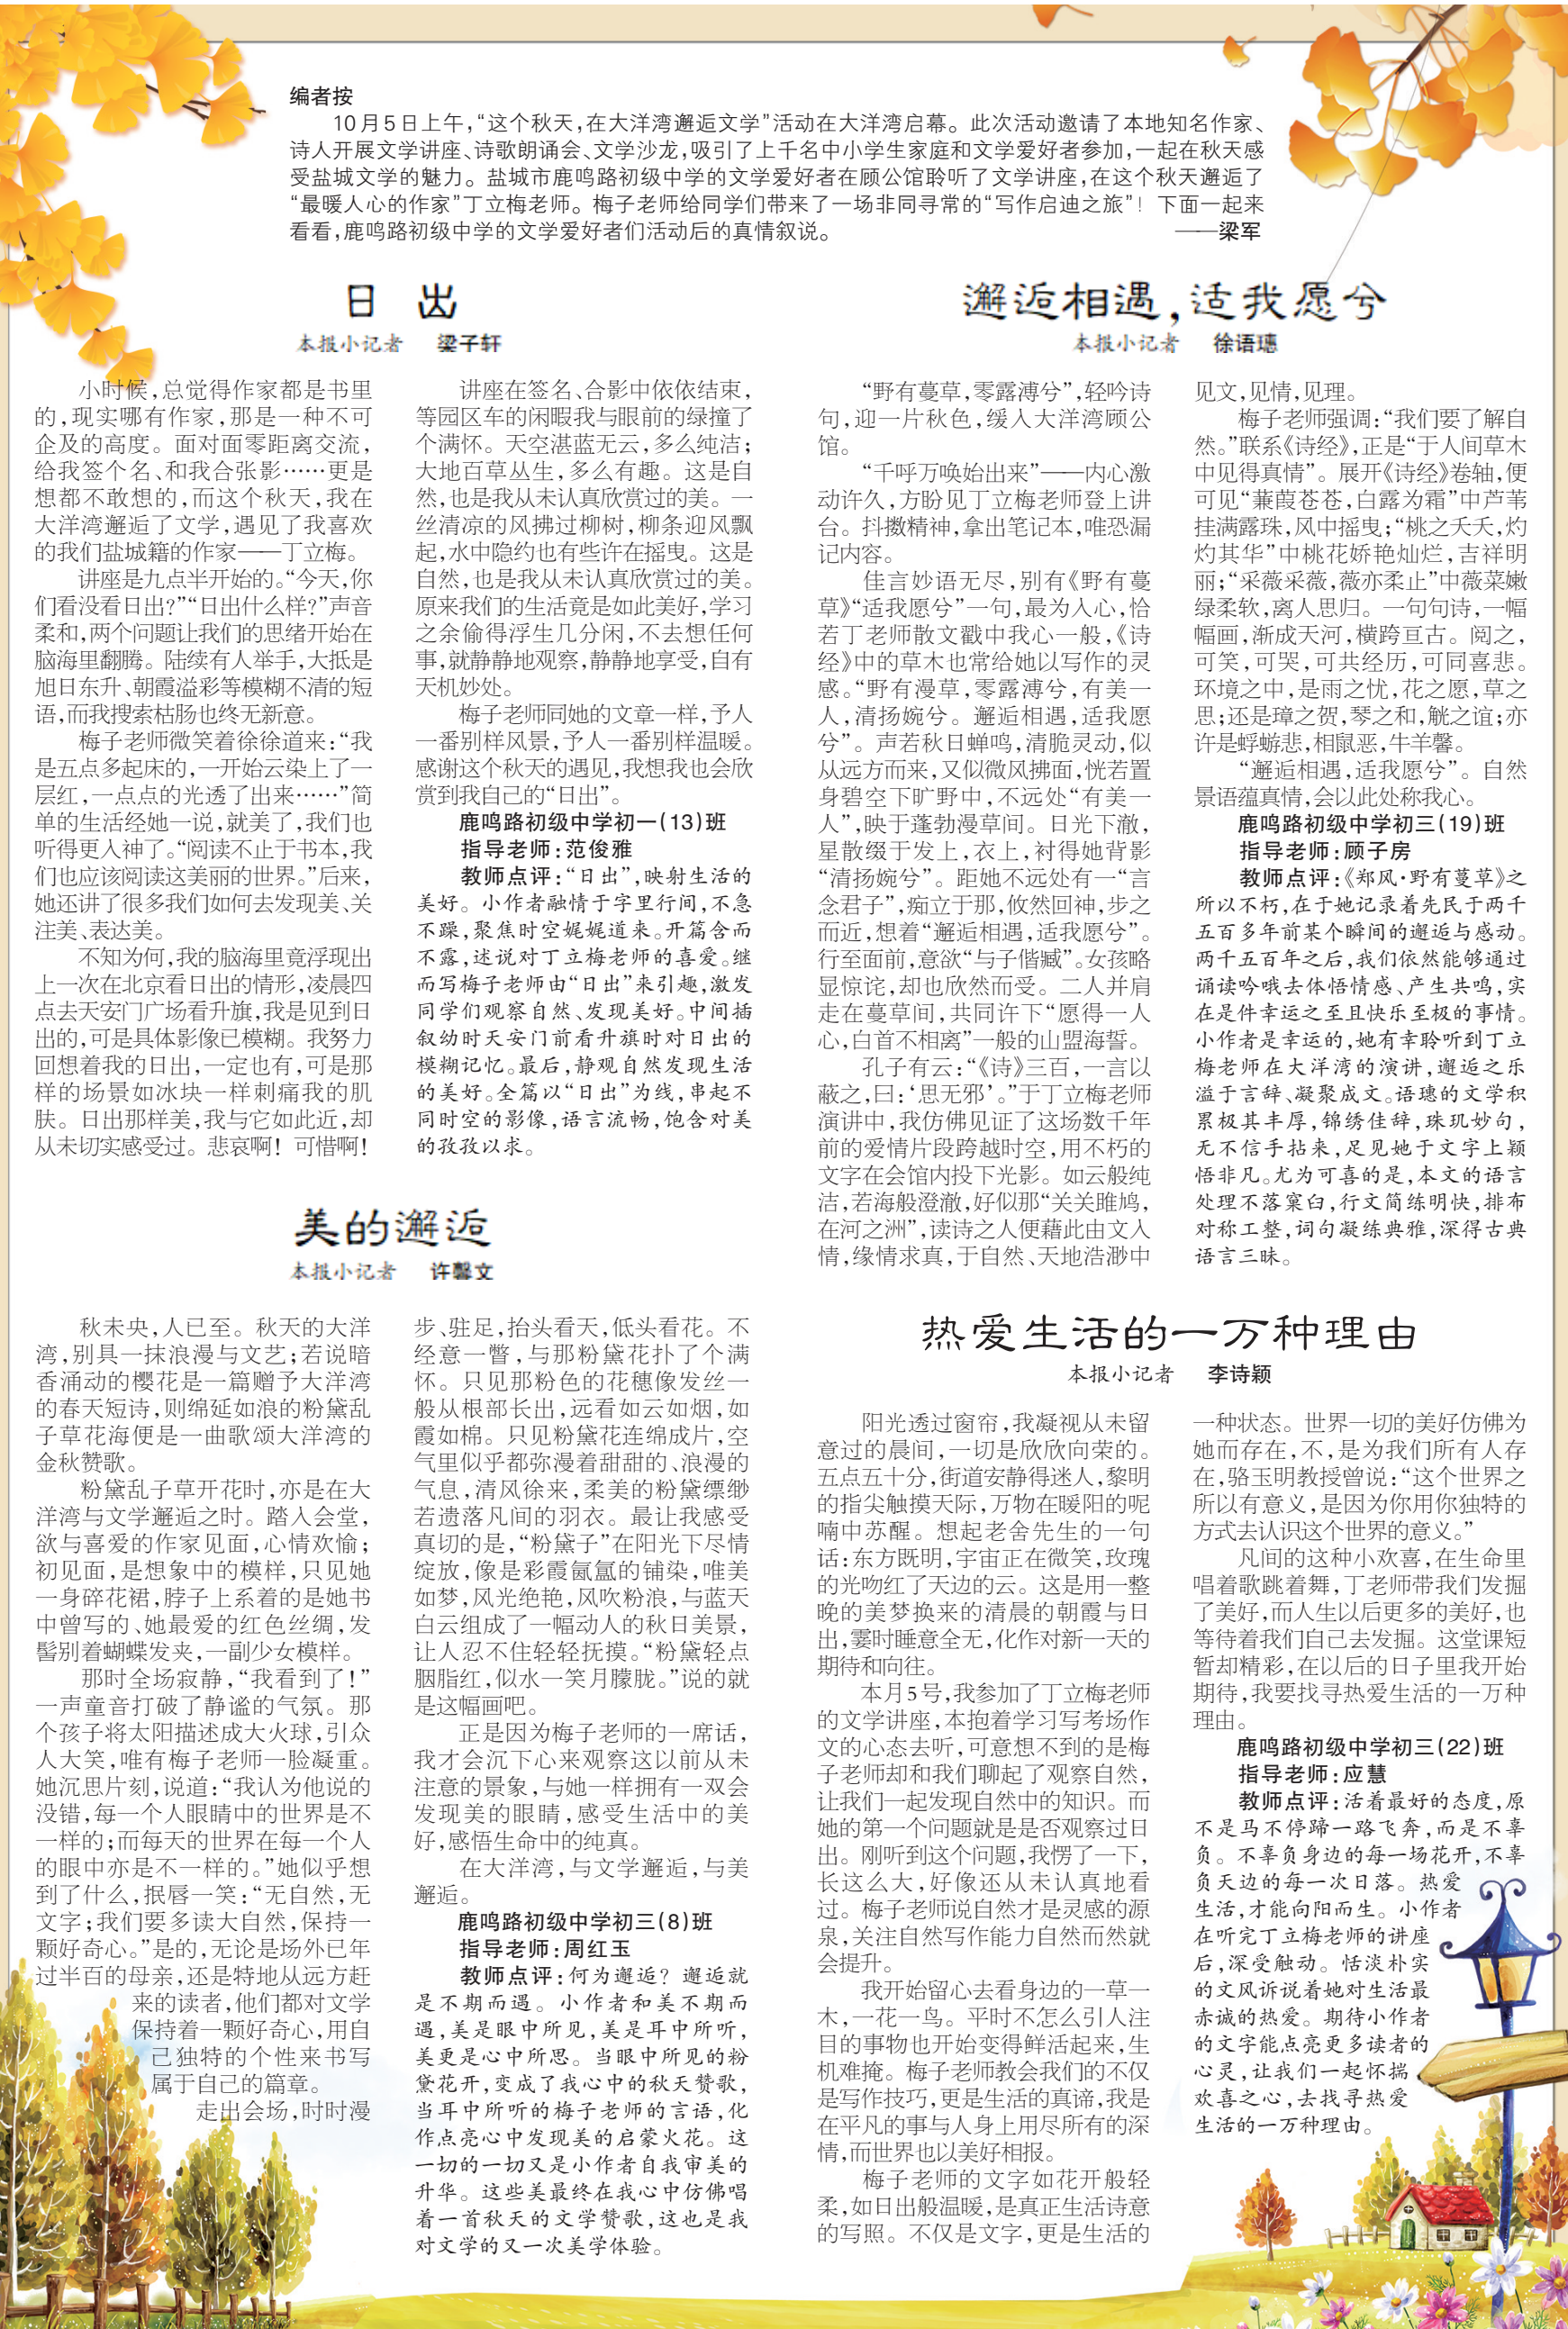 编者按
10月5日上午,“这个秋天,在大洋湾邂逅文学”活动在大洋湾启幕。此次活动邀请了本地知名作家、
诗人开展文学讲座、诗歌朗诵会、文学沙龙,吸引了上千名中小学生家庭和文学爱好者参加,一起在秋天感
受盐城文学的魅力。盐城市鹿鸣路初级中学的文学爱好者在顾公馆聆听了文学讲座,在这个秋天邂逅了
“最暖人心的作家”丁立梅老师。梅子老师给同学们带来了一场非同寻常的“写作启迪之旅”!下面一起来
看看,鹿鸣路初级中学的文学爱好者们活动后的真情叙说。 ——梁军
日 出
本报小记者 梁子轩
小时候,总觉得作家都是书里
的,现实哪有作家,那是一种不可
企及的高度。面对面零距离交流,
给我签个名、和我合张影……更是
想都不敢想的,而这个秋天,我在
大洋湾邂逅了文学,遇见了我喜欢
的我们盐城籍的作家——丁立梅。
讲座是九点半开始的。“今天,你
们看没看日出?”“日出什么样?”声音
柔和,两个问题让我们的思绪开始在
脑海里翻腾。陆续有人举手,大抵是
旭日东升、朝霞溢彩等模糊不清的短
语,而我搜索枯肠也终无新意。
梅子老师微笑着徐徐道来:“我
是五点多起床的,一开始云染上了一
层红,一点点的光透了出来……”简
单的生活经她一说,就美了,我们也
听得更入神了。“阅读不止于书本,我
们也应该阅读这美丽的世界。”后来,
她还讲了很多我们如何去发现美、关
注美、表达美。
不知为何,我的脑海里竟浮现出
上一次在北京看日出的情形,凌晨四
点去天安门广场看升旗,我是见到日
出的,可是具体影像已模糊。我努力
回想着我的日出,一定也有,可是那
样的场景如冰块一样刺痛我的肌
肤。日出那样美,我与它如此近,却
从未切实感受过。悲哀啊!可惜啊!
讲座在签名、合影中依依结束,
等园区车的闲暇我与眼前的绿撞了
个满怀。天空湛蓝无云,多么纯洁;
大地百草丛生,多么有趣。这是自
然,也是我从未认真欣赏过的美。一
丝清凉的风拂过柳树,柳条迎风飘
起,水中隐约也有些许在摇曳。这是
自然,也是我从未认真欣赏过的美。
原来我们的生活竟是如此美好,学习
之余偷得浮生几分闲,不去想任何
事,就静静地观察,静静地享受,自有
天机妙处。
梅子老师同她的文章一样,予人
一番别样风景,予人一番别样温暖。
感谢这个秋天的遇见,我想我也会欣
赏到我自己的“日出”。
鹿鸣路初级中学初一(13)班
指导老师:范俊雅
教师点评:“日出”,映射生活的
美好。小作者融情于字里行间,不急
不躁,聚焦时空娓娓道来。开篇含而
不露,述说对丁立梅老师的喜爱。继
而写梅子老师由“日出”来引趣,激发
同学们观察自然、发现美好。中间插
叙幼时天安门前看升旗时对日出的
模糊记忆。最后,静观自然发现生活
的美好。全篇以“日出”为线,串起不
同时空的影像,语言流畅,饱含对美
的孜孜以求。
邂逅相遇,适我愿兮
本报小记者 徐语璁
“野有蔓草,零露漙兮”,轻吟诗
句,迎一片秋色,缓入大洋湾顾公
馆。
“千呼万唤始出来”——内心激
动许久,方盼见丁立梅老师登上讲
台。抖擞精神,拿出笔记本,唯恐漏
记内容。
佳言妙语无尽,别有《野有蔓
草》“适我愿兮”一句,最为入心,恰
若丁老师散文戳中我心一般,《诗
经》中的草木也常给她以写作的灵
感。“野有漫草,零露漙兮,有美一
人,清扬婉兮。邂逅相遇,适我愿
兮”。声若秋日蝉鸣,清脆灵动,似
从远方而来,又似微风拂面,恍若置
身碧空下旷野中,不远处“有美一
人”,映于蓬勃漫草间。日光下澈,
星散缀于发上,衣上,衬得她背影
“清扬婉兮”。距她不远处有一“言
念君子”,痴立于那,攸然回神,步之
而近,想着“邂逅相遇,适我愿兮”。
行至面前,意欲“与子偕臧”。女孩略
显惊诧,却也欣然而受。二人并肩
走在蔓草间,共同许下“愿得一人
心,白首不相离”一般的山盟海誓。
孔子有云:“《诗》三百,一言以
蔽之,曰:‘思无邪’。”于丁立梅老师
演讲中,我仿佛见证了这场数千年
前的爱情片段跨越时空,用不朽的
文字在会馆内投下光影。如云般纯
洁,若海般澄澈,好似那“关关雎鸠,
在河之洲”,读诗之人便藉此由文入
情,缘情求真,于自然、天地浩渺中
见文,见情,见理。
梅子老师强调:“我们要了解自
然。”联系《诗经》,正是“于人间草木
中见得真情”。展开《诗经》卷轴,便
可见“蒹葭苍苍,白露为霜”中芦苇
挂满露珠,风中摇曳;“桃之夭夭,灼
灼其华”中桃花娇艳灿烂,吉祥明
丽;“采薇采薇,薇亦柔止”中薇菜嫩
绿柔软,离人思归。一句句诗,一幅
幅画,渐成天河,横跨亘古。阅之,
可笑,可哭,可共经历,可同喜悲。
环境之中,是雨之忧,花之愿,草之
思;还是璋之贺,琴之和,觥之谊;亦
许是蜉蝣悲,相鼠恶,牛羊馨。
“邂逅相遇,适我愿兮”。自然
景语蕴真情,会以此处称我心。
鹿鸣路初级中学初三(19)班
指导老师:顾子房
教师点评:《郑风·野有蔓草》之
所以不朽,在于她记录着先民于两千
五百多年前某个瞬间的邂逅与感动。
两千五百年之后,我们依然能够通过
诵读吟哦去体悟情感、产生共鸣,实
在是件幸运之至且快乐至极的事情。
小作者是幸运的,她有幸聆听到丁立
梅老师在大洋湾的演讲,邂逅之乐
溢于言辞、凝聚成文。语璁的文学积
累极其丰厚,锦绣佳辞,珠玑妙句,
无不信手拈来,足见她于文字上颖
悟非凡。尤为可喜的是,本文的语言
处理不落窠臼,行文简练明快,排布
对称工整,词句凝练典雅,深得古典
语言三昧。
美的邂逅
本报小记者 许馨文
秋未央,人已至。秋天的大洋
湾,别具一抹浪漫与文艺;若说暗
香涌动的樱花是一篇赠予大洋湾
的春天短诗,则绵延如浪的粉黛乱
子草花海便是一曲歌颂大洋湾的
金秋赞歌。
粉黛乱子草开花时,亦是在大
洋湾与文学邂逅之时。踏入会堂,
欲与喜爱的作家见面,心情欢愉;
初见面,是想象中的模样,只见她
一身碎花裙,脖子上系着的是她书
中曾写的、她最爱的红色丝绸,发
髻别着蝴蝶发夹,一副少女模样。
那时全场寂静,“我看到了!”
一声童音打破了静谧的气氛。那
个孩子将太阳描述成大火球,引众
人大笑,唯有梅子老师一脸凝重。
她沉思片刻,说道:“我认为他说的
没错,每一个人眼睛中的世界是不
一样的;而每天的世界在每一个人
的眼中亦是不一样的。”她似乎想
到了什么,抿唇一笑:“无自然,无
文字;我们要多读大自然,保持一
颗好奇心。”是的,无论是场外已年
过半百的母亲,还是特地从远方赶
来的读者,他们都对文学
保持着一颗好奇心,用自
己独特的个性来书写
属于自己的篇章。
走出会场,时时漫
步、驻足,抬头看天,低头看花。不
经意一瞥,与那粉黛花扑了个满
怀。只见那粉色的花穗像发丝一
般从根部长出,远看如云如烟,如
霞如棉。只见粉黛花连绵成片,空
气里似乎都弥漫着甜甜的、浪漫的
气息,清风徐来,柔美的粉黛缥缈
若遗落凡间的羽衣。最让我感受
真切的是,“粉黛子”在阳光下尽情
绽放,像是彩霞氤氲的铺染,唯美
如梦,风光绝艳,风吹粉浪,与蓝天
白云组成了一幅动人的秋日美景,
让人忍不住轻轻抚摸。“粉黛轻点
胭脂红,似水一笑月朦胧。”说的就
是这幅画吧。
正是因为梅子老师的一席话,
我才会沉下心来观察这以前从未
注意的景象,与她一样拥有一双会
发现美的眼睛,感受生活中的美
好,感悟生命中的纯真。
在大洋湾,与文学邂逅,与美
邂逅。
鹿鸣路初级中学初三(8)班
指导老师:周红玉
教师点评:何为邂逅?邂逅就
是不期而遇。小作者和美不期而
遇,美是眼中所见,美是耳中所听,
美更是心中所思。当眼中所见的粉
黛花开,变成了我心中的秋天赞歌,
当耳中所听的梅子老师的言语,化
作点亮心中发现美的启蒙火花。这
一切的一切又是小作者自我审美的
升华。这些美最终在我心中仿佛唱
着一首秋天的文学赞歌,这也是我
对文学的又一次美学体验。
热爱生活的一万种理由
本报小记者 李诗颖
阳光透过窗帘,我凝视从未留
意过的晨间,一切是欣欣向荣的。
五点五十分,街道安静得迷人,黎明
的指尖触摸天际,万物在暖阳的呢
喃中苏醒。想起老舍先生的一句
话:东方既明,宇宙正在微笑,玫瑰
的光吻红了天边的云。这是用一整
晚的美梦换来的清晨的朝霞与日
出,霎时睡意全无,化作对新一天的
期待和向往。
本月5号,我参加了丁立梅老师
的文学讲座,本抱着学习写考场作
文的心态去听,可意想不到的是梅
子老师却和我们聊起了观察自然,
让我们一起发现自然中的知识。而
她的第一个问题就是是否观察过日
出。刚听到这个问题,我愣了一下,
长这么大,好像还从未认真地看
过。梅子老师说自然才是灵感的源
泉,关注自然写作能力自然而然就
会提升。
我开始留心去看身边的一草一
木,一花一鸟。平时不怎么引人注
目的事物也开始变得鲜活起来,生
机难掩。梅子老师教会我们的不仅
是写作技巧,更是生活的真谛,我是
在平凡的事与人身上用尽所有的深
情,而世界也以美好相报。
梅子老师的文字如花开般轻
柔,如日出般温暖,是真正生活诗意
的写照。不仅是文字,更是生活的
一种状态。世界一切的美好仿佛为
她而存在,不,是为我们所有人存
在,骆玉明教授曾说:“这个世界之
所以有意义,是因为你用你独特的
方式去认识这个世界的意义。”
凡间的这种小欢喜,在生命里
唱着歌跳着舞,丁老师带我们发掘
了美好,而人生以后更多的美好,也
等待着我们自己去发掘。这堂课短
暂却精彩,在以后的日子里我开始
期待,我要找寻热爱生活的一万种
理由。
鹿鸣路初级中学初三(22)班
指导老师:应慧
教师点评:活着最好的态度,原
不是马不停蹄一路飞奔,而是不辜
负。不辜负身边的每一场花开,不辜
负天边的每一次日落。热爱
生活,才能向阳而生。小作者
在听完丁立梅老师的讲座
后,深受触动。恬淡朴实
的文风诉说着她对生活最
赤诚的热爱。期待小作者
的文字能点亮更多读者的
心灵,让我们一起怀揣
欢喜之心,去找寻热爱
生活的一万种理由。